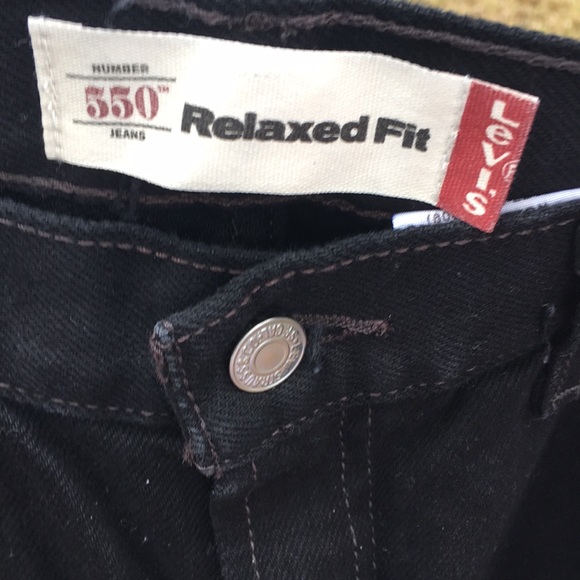 NUMBER
550™
JEANS
Relaxed Fit
Levi's®